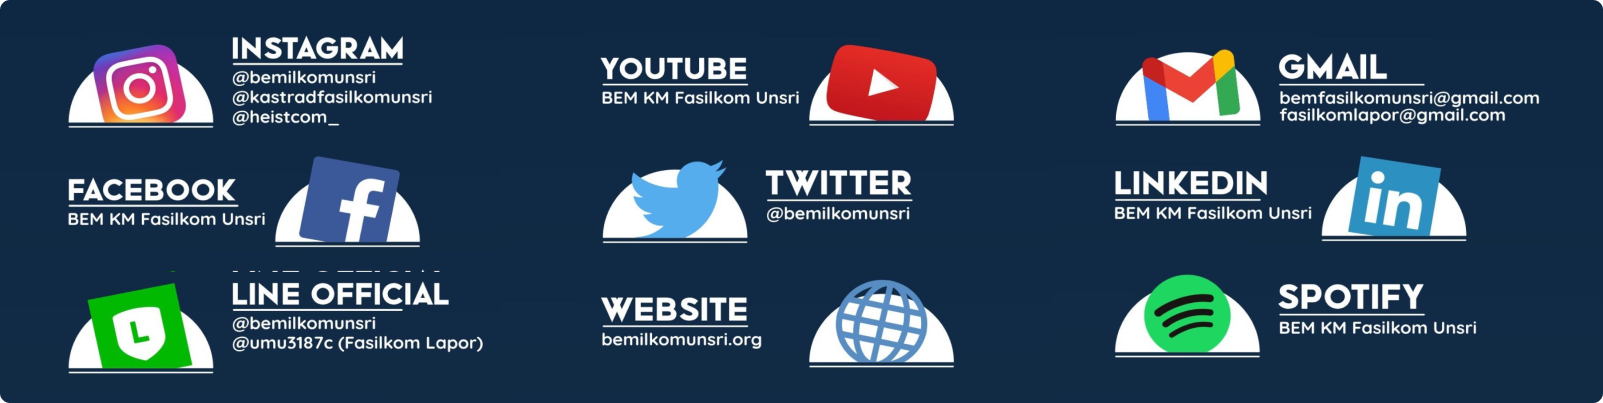 INSTAGRAM
@bemilkomunsri
@kastradfasilkomunsri
@heistcom_
YOUTUBE
BEM KM Fasilkom Unsri
GMAIL
bemfasilkomunsri@gmail.com
fasilkomlapor@gmail.com
FACEBOOK
BEM KM Fasilkom Unsri
f
TWITTER
@bemilkomunsri
LINKEDIN
BEM KM Fasilkom Unsri
in
LINE OFFICIAL
@bemilkomunsri
@umu3187c (Fasilkom Lapor)
L
WEBSITE
bemilkomunsri.org
SPOTIFY
BEM KM Fasilkom Unsri